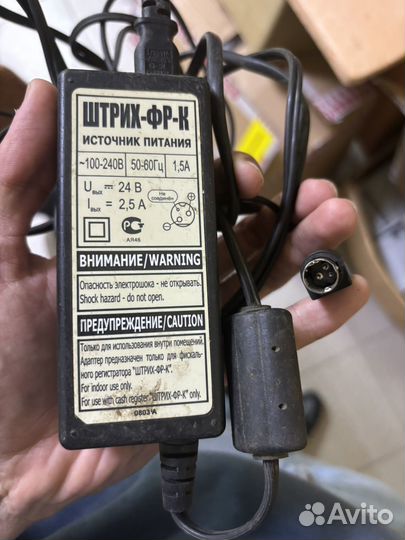 ШТРИХ-ФР-К
ИСТОЧНИК ПИТАНИЯ
~100-240В 50-60Гц 1,5А
Uвых = 24 В
Iвых = 2,5 А
Не соединён
+
-
РС
АЯ46
ВНИМАНИЕ/WARNING
Опасность электрошока - не открывать.
Shock hazard - do not open.
ПРЕДУПРЕЖДЕНИЕ/CAUTION
Только для использования внутри помещений.
Адаптер предназначен только для фискаль-
ного регистратора "ШТРИХ-ФР-К".
For indoor use only.
For use with cash register "ШТРИХ-ФР-К" only.
Avito